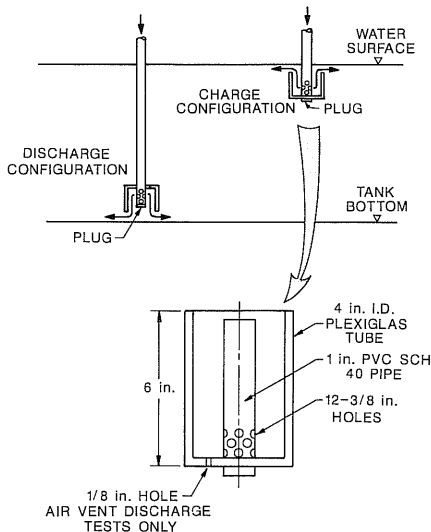 WATER
SURFACE
CHARGE
CONFIGURATION
PLUG
DISCHARGE
CONFIGURATION
TANK
BOTTOM
PLUG
4 in. I.D.
PLEXIGLAS
TUBE
6 in.
1 in. PVC SCH
40 PIPE
12-3/8 in.
HOLES
1/8 in. HOLE
AIR VENT DISCHARGE
TESTS ONLY